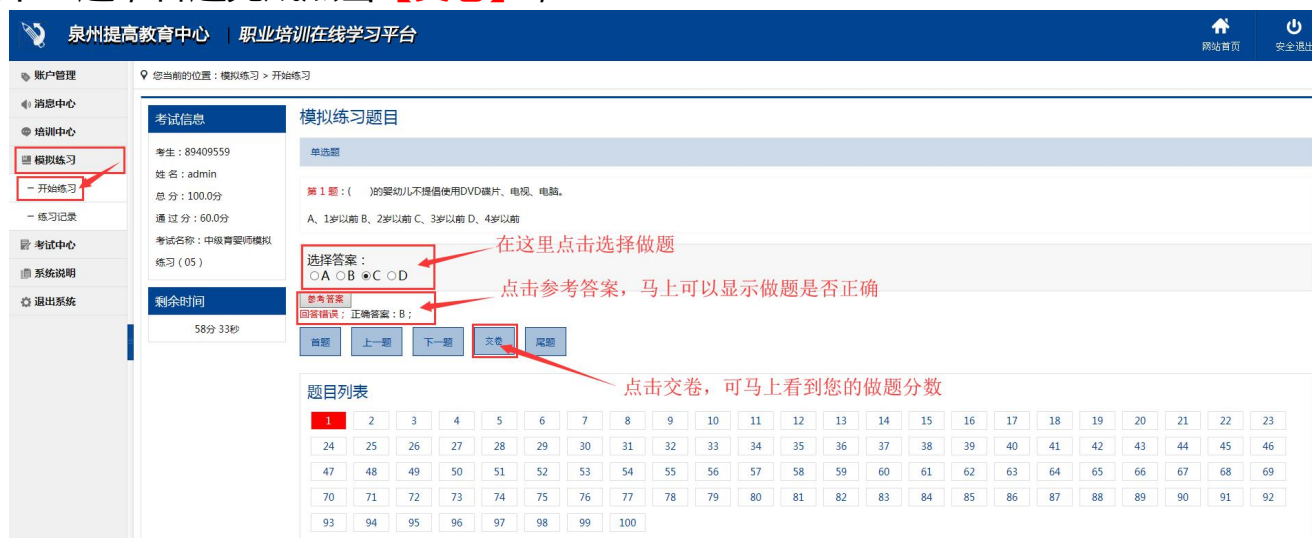 【交卷】
泉州提高教育中心 职业培训在线学习平台
网站首页
安全退出
账户管理
消息中心
培训中心
模拟练习
- 开始练习
- 练习记录
考试中心
系统说明
退出系统
您当前的位置：模拟练习 > 开始练习
考试信息
考生：89409559
姓 名：admin
总 分：100.0分
通 过 分：60.0分
考试名称：中级育婴师模拟
练习（05）
剩余时间
58分 33秒
模拟练习题目
单选题
第 1 题：( )的婴幼儿不提倡使用DVD碟片、电视、电脑。
A、1岁以前 B、2岁以前 C、3岁以前 D、4岁以前
选择答案：
A B C D
在这里点击选择做题
参考答案
回答错误；正确答案：B；
点击参考答案，马上可以显示做题是否正确
首题 上一题 下一题 交卷 尾题
点击交卷，可马上看到您的做题分数
题目列表
1 2 3 4 5 6 7 8 9 10 11 12 13 14 15 16 17 18 19 20 21 22 23
24 25 26 27 28 29 30 31 32 33 34 35 36 37 38 39 40 41 42 43 44 45 46
47 48 49 50 51 52 53 54 55 56 57 58 59 60 61 62 63 64 65 66 67 68 69
70 71 72 73 74 75 76 77 78 79 80 81 82 83 84 85 86 87 88 89 90 91 92
93 94 95 96 97 98 99 100